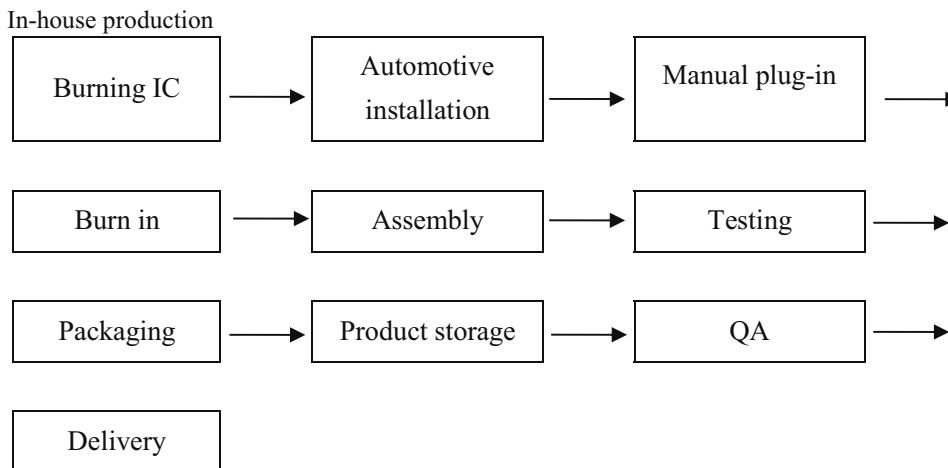 In-house production
Burning IC
Automotive
installation
Manual plug-in
Burn in
Assembly
Testing
Packaging
Product storage
QA
Delivery